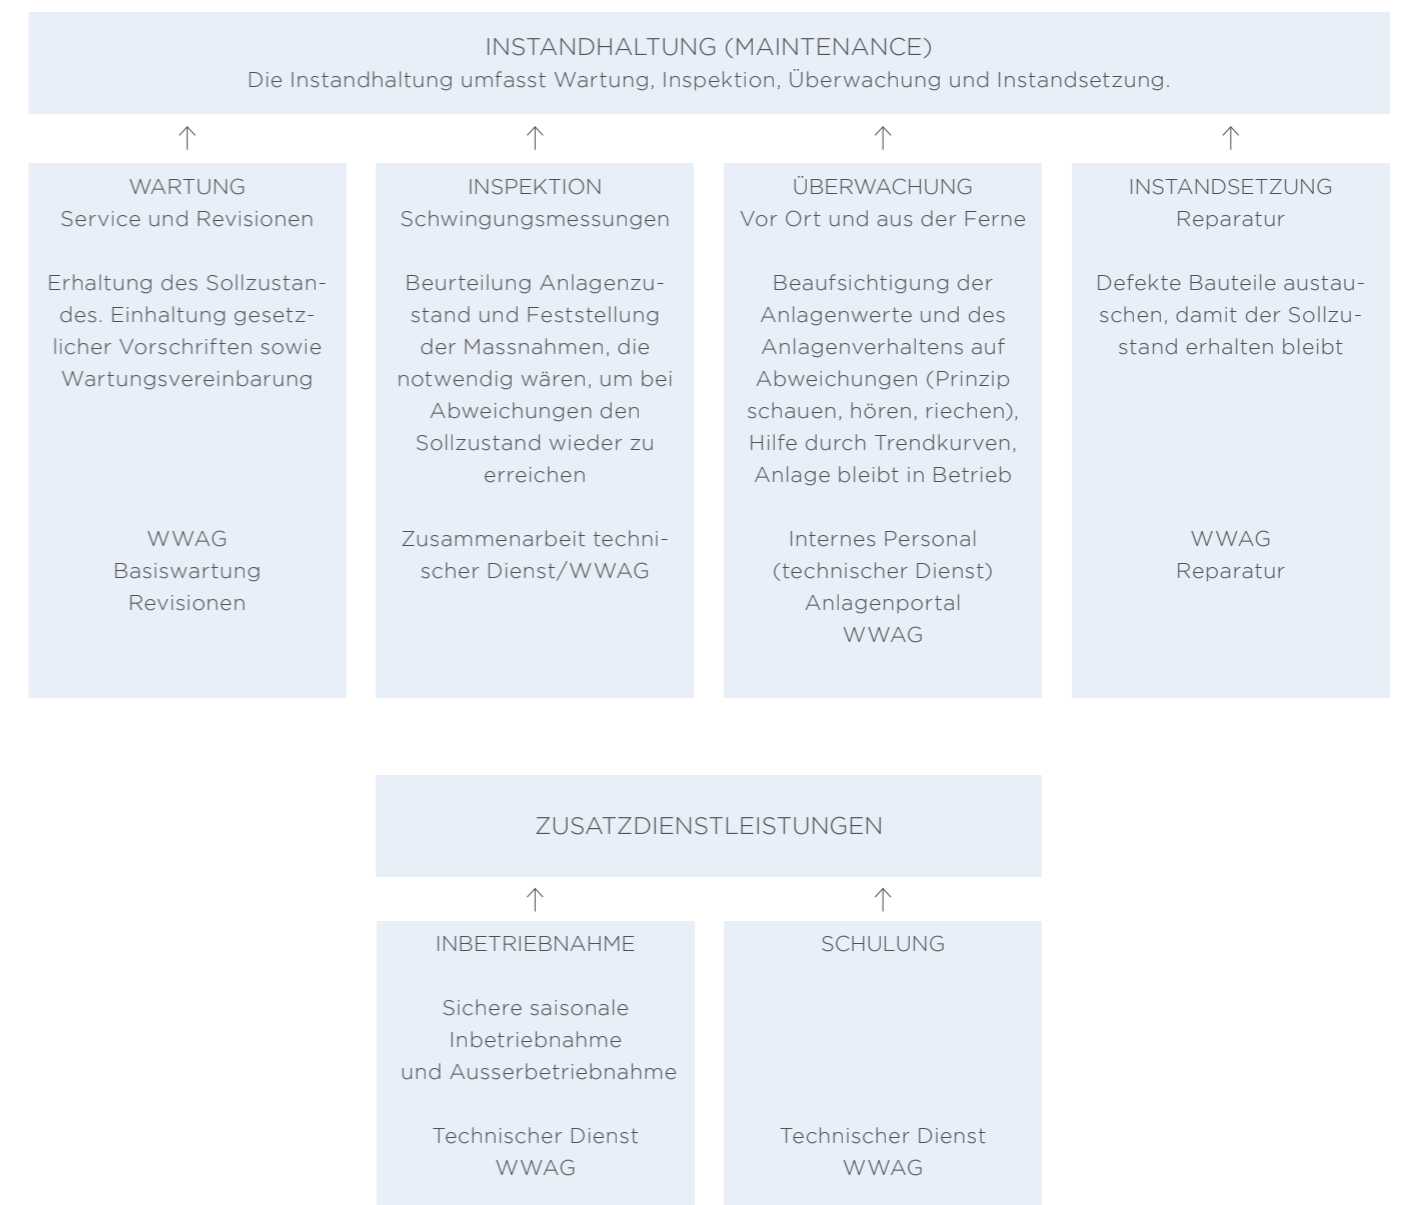 INSTANDHALTUNG (MAINTENANCE)
Die Instandhaltung umfasst Wartung, Inspektion, Überwachung und Instandsetzung.
WARTUNG
Service und Revisionen
Erhaltung des Sollzustan-
des. Einhaltung gesetz-
licher Vorschriften sowie
Wartungsvereinbarung
WWAG
Basiswartung
Revisionen
INSPEKTION
Schwingungsmessungen
Beurteilung Anlagenzu-
stand und Feststellung
der Massnahmen, die
notwendig wären, um bei
Abweichungen den
Sollzustand wieder zu
erreichen
Zusammenarbeit techni-
scher Dienst/WWAG
ÜBERWACHUNG
Vor Ort und aus der Ferne
Beaufsichtigung der
Anlagenwerte und des
Anlagenverhaltens auf
Abweichungen (Prinzip
schauen, hören, riechen),
Hilfe durch Trendkurven,
Anlage bleibt in Betrieb
Internes Personal
(technischer Dienst)
Anlagenportal
WWAG
INSTANDSETZUNG
Reparatur
Defekte Bauteile austau-
schen, damit der Sollzu-
stand erhalten bleibt
WWAG
Reparatur
ZUSATZDIENSTLEISTUNGEN
INBETRIEBNAHME
Sichere saisonale
Inbetriebnahme
und Ausserbetriebnahme
Technischer Dienst
WWAG
SCHULUNG
Technischer Dienst
WWAG